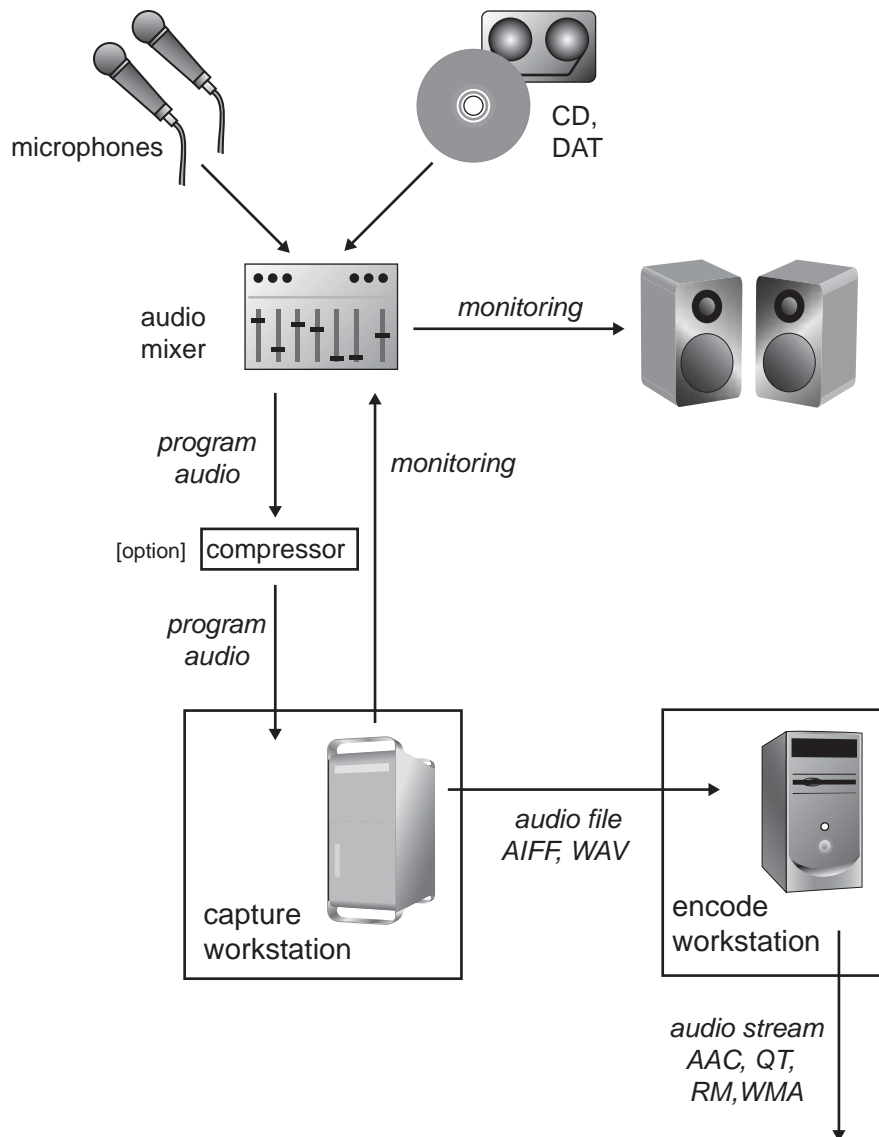 microphones
CD,
DAT
audio
mixer
monitoring
program
audio
monitoring
[option]
compressor
program
audio
audio file
AIFF, WAV
capture
workstation
encode
workstation
audio stream
AAC, QT,
RM,WMA